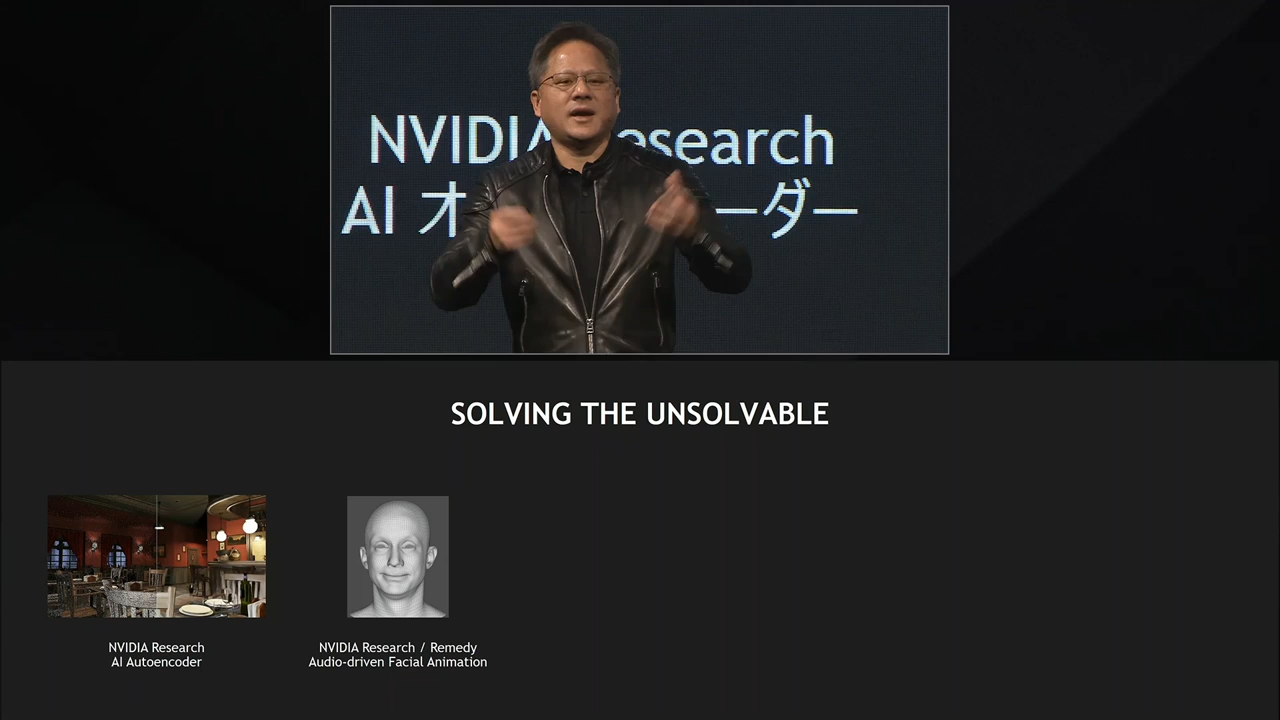 NVIDIA Research
AI オ ーダー
SOLVING THE UNSOLVABLE
NVIDIA Research
AI Autoencoder
NVIDIA Research / Remedy
Audio-driven Facial Animation